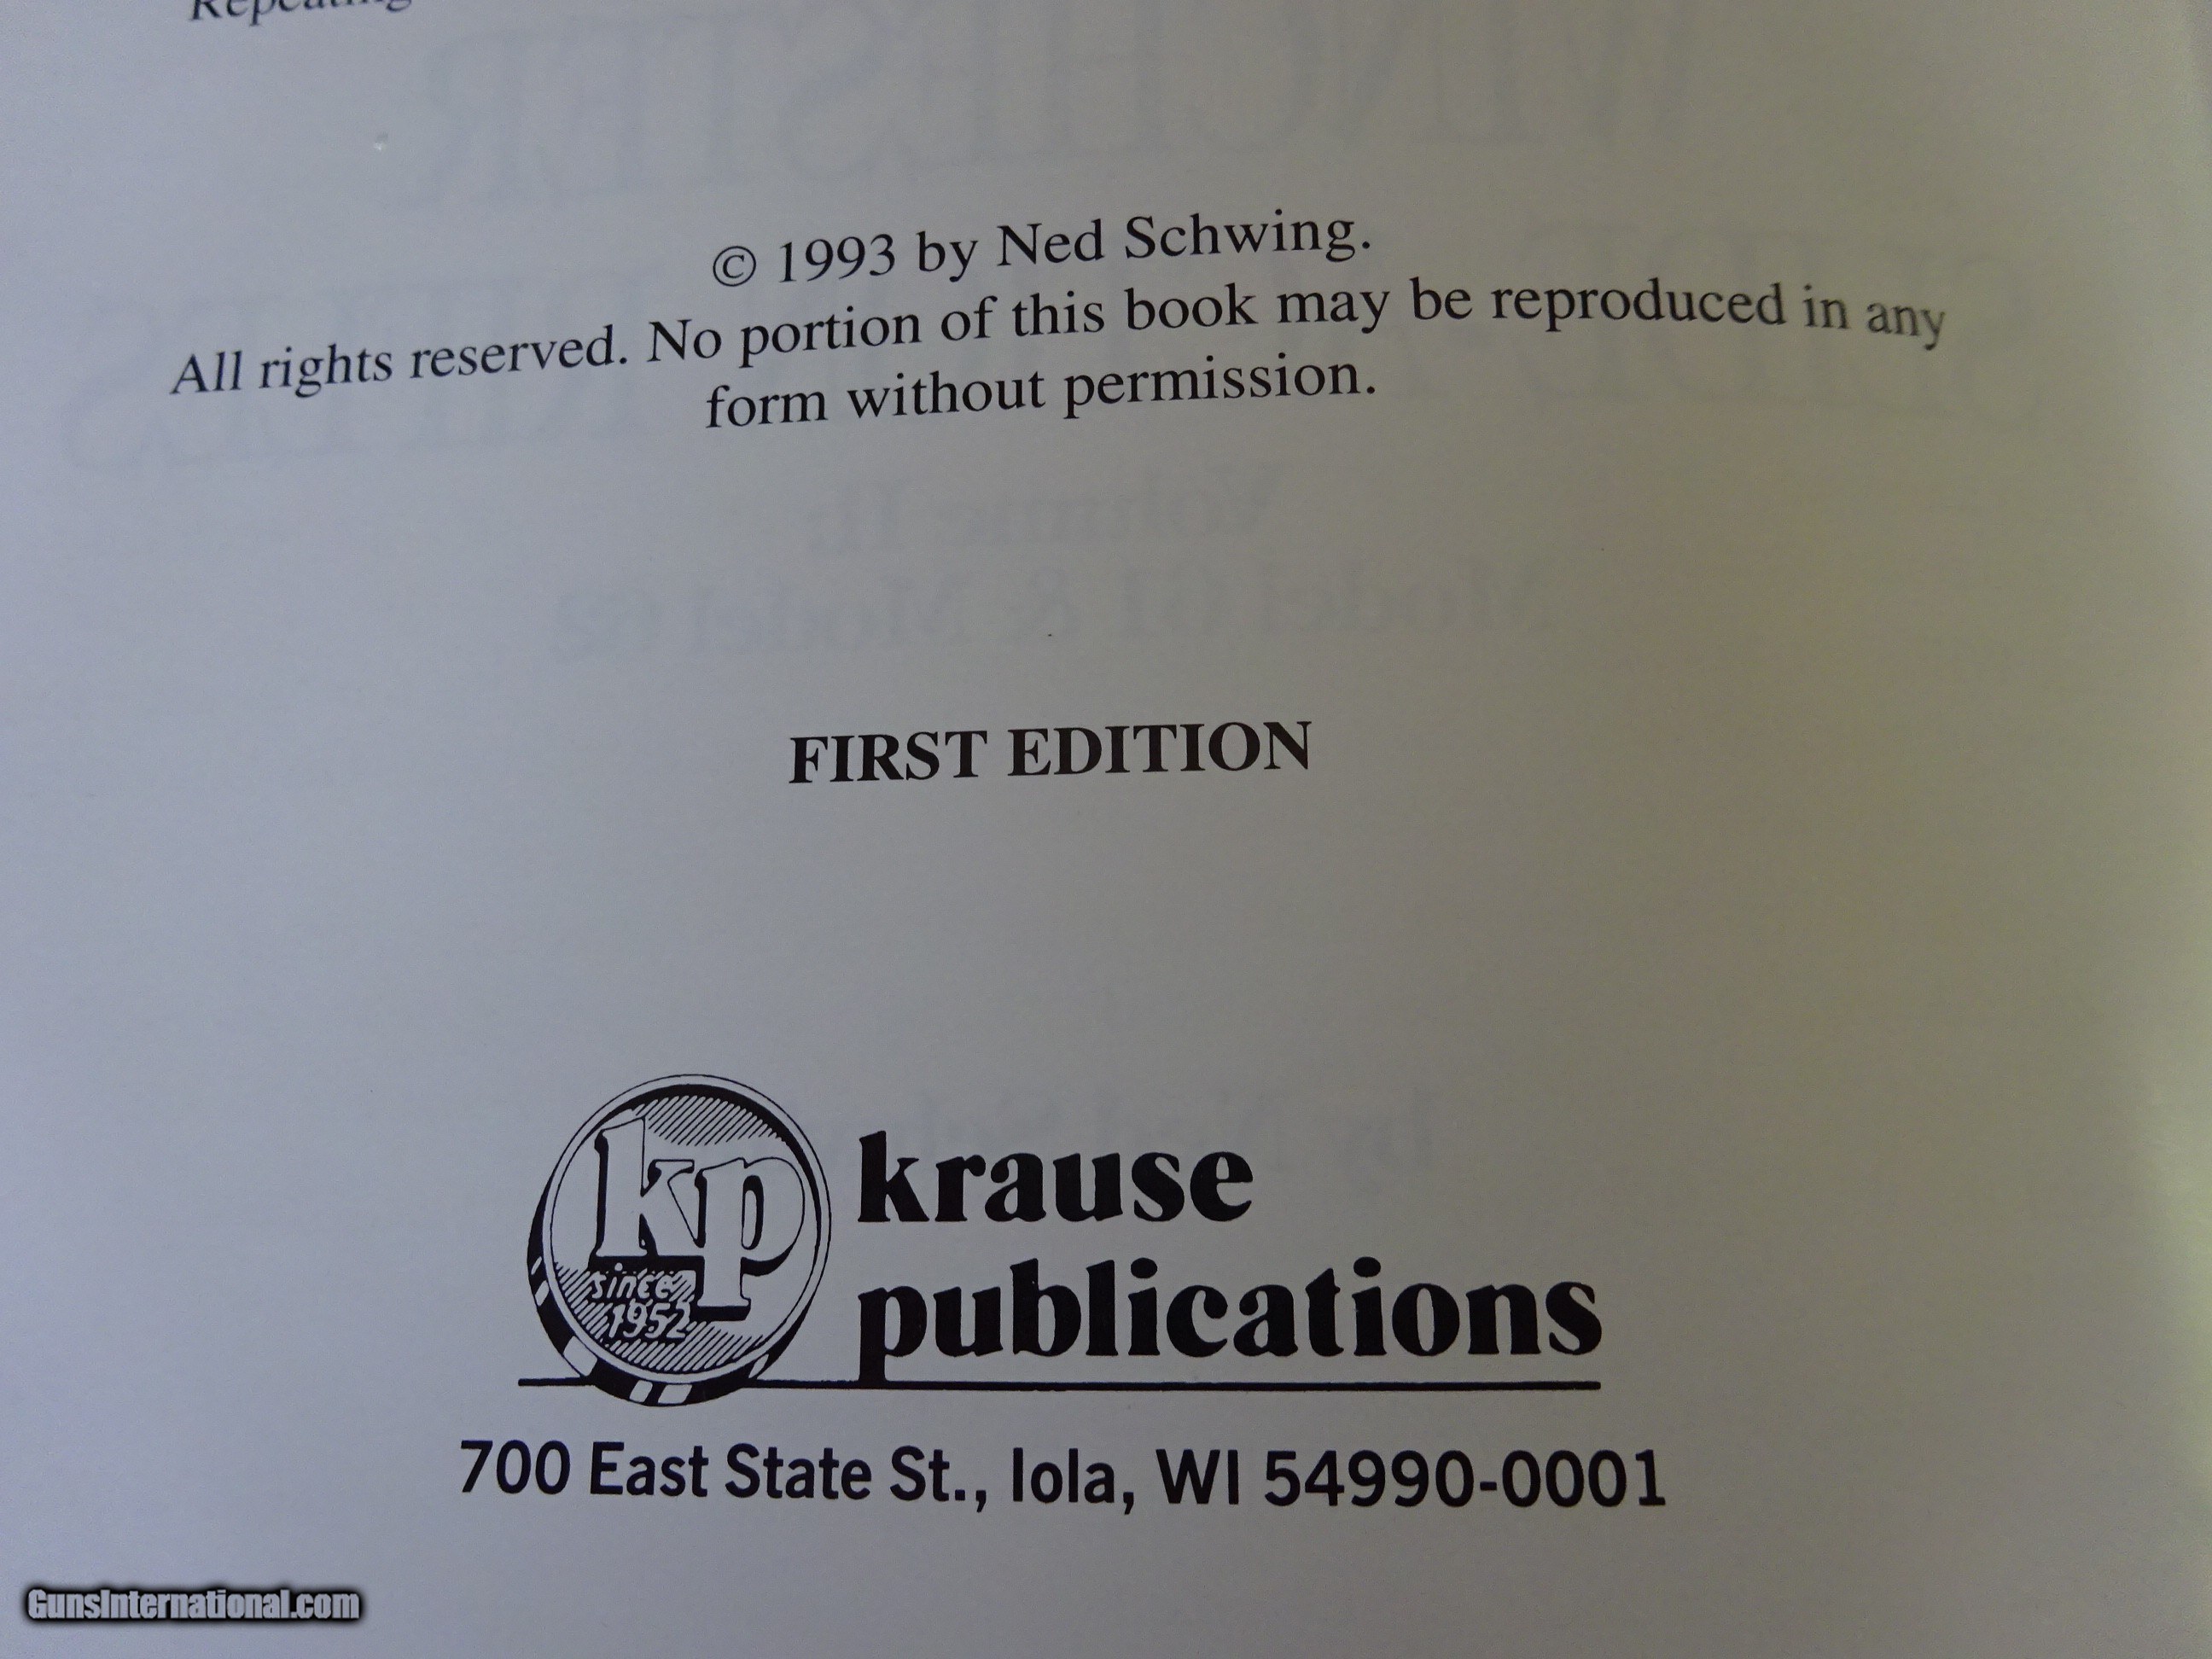 Repeating
© 1993 by Ned Schwing.
All rights reserved. No portion of this book may be reproduced in any
form without permission.
FIRST EDITION
kp
since
1952
krause
publications
700 East State St., Iola, WI 54990-0001
GunsInternational.com